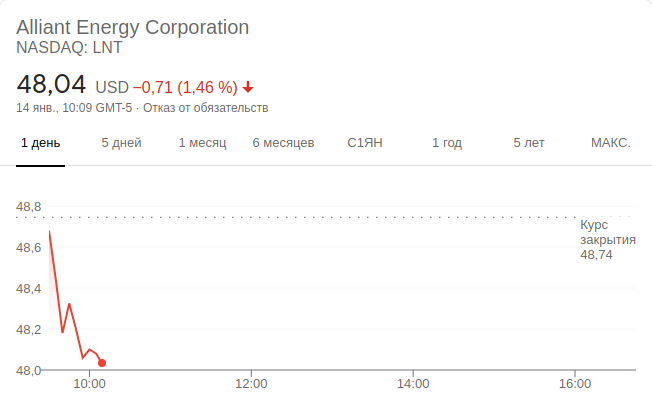 Alliant Energy Corporation
NASDAQ: LNT
48,04 USD −0,71 (1,46 %)
14 янв., 10:09 GMT-5 · Отказ от обязательств
1 день 5 дней 1 месяц 6 месяцев С1ЯН 1 год 5 лет МАКС.
48,8
Курс
закрытия
48,74
48,6
48,4
48,2
48,0
10:00 12:00 14:00 16:00